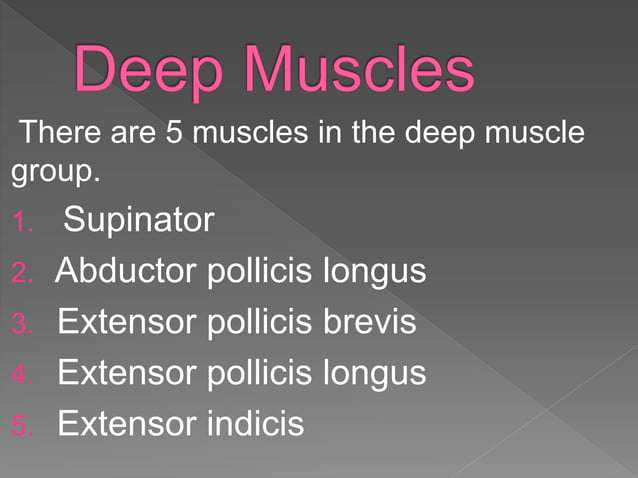 Deep Muscles
There are 5 muscles in the deep muscle
group.
1. Supinator
2. Abductor pollicis longus
3. Extensor pollicis brevis
4. Extensor pollicis longus
5. Extensor indicis